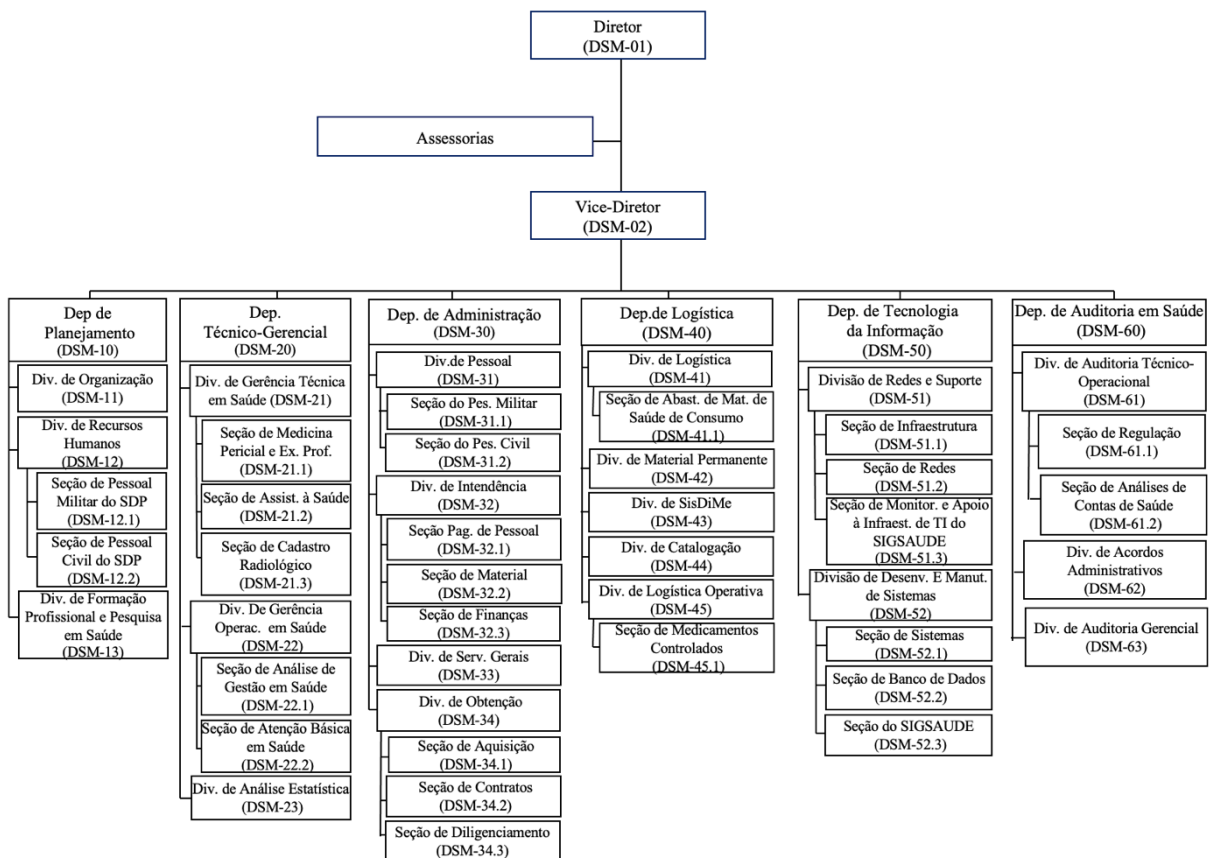 Diretor
(DSM-01)
Assessorias
Vice-Diretor
(DSM-02)
Dep de
Planejamento
(DSM-10)
Div. de Organização
(DSM-11)
Div. de Recursos
Humanos
(DSM-12)
Seção de Pessoal
Militar do SDP
(DSM-12.1)
Seção de Pessoal
Civil do SDP
(DSM-12.2)
Div. de Formação
Profissional e Pesquisa
em Saúde
(DSM-13)
Dep.
Técnico-Gerencial
(DSM-20)
Div. de Gerência Técnica
em Saúde (DSM-21)
Seção de Medicina
Pericial e Ex. Prof.
(DSM-21.1)
Seção de Assist. à Saúde
(DSM-21.2)
Seção de Cadastro
Radiológico
(DSM-21.3)
Div. De Gerência
Operac. em Saúde
(DSM-22)
Seção de Análise de
Gestão em Saúde
(DSM-22.1)
Seção de Atenção Básica
em Saúde
(DSM-22.2)
Div. de Análise Estatística
(DSM-23)
Dep. de Administração
(DSM-30)
Div.de Pessoal
(DSM-31)
Seção do Pes. Militar
(DSM-31.1)
Seção do Pes. Civil
(DSM-31.2)
Div. de Intendência
(DSM-32)
Seção Pag. de Pessoal
(DSM-32.1)
Seção de Material
(DSM-32.2)
Seção de Finanças
(DSM-32.3)
Div. de Serv. Gerais
(DSM-33)
Div. de Obtenção
(DSM-34)
Seção de Aquisição
(DSM-34.1)
Seção de Contratos
(DSM-34.2)
Seção de Diligenciamento
(DSM-34.3)
Dep.de Logística
(DSM-40)
Div. de Logística
(DSM-41)
Seção de Abast. de Mat. de
Saúde de Consumo
(DSM-41.1)
Div. de Material Permanente
(DSM-42)
Div. de SisDiMe
(DSM-43)
Div. de Catalogação
(DSM-44)
Div. de Logística Operativa
(DSM-45)
Seção de Medicamentos
Controlados
(DSM-45.1)
Dep. de Tecnologia
da Informação
(DSM-50)
Divisão de Redes e Suporte
(DSM-51)
Seção de Infraestrutura
(DSM-51.1)
Seção de Redes
(DSM-51.2)
Seção de Monitor. e Apoio
à Infraest. de TI do
SIGSAUDE
(DSM-51.3)
Divisão de Desenv. E Manut.
de Sistemas
(DSM-52)
Seção de Sistemas
(DSM-52.1)
Seção de Banco de Dados
(DSM-52.2)
Seção do SIGSAUDE
(DSM-52.3)
Dep. de Auditoria em Saúde
(DSM-60)
Div. de Auditoria Técnico-
Operacional
(DSM-61)
Seção de Regulação
(DSM-61.1)
Seção de Análises de
Contas de Saúde
(DSM-61.2)
Div. de Acordos
Administrativos
(DSM-62)
Div. de Auditoria Gerencial
(DSM-63)